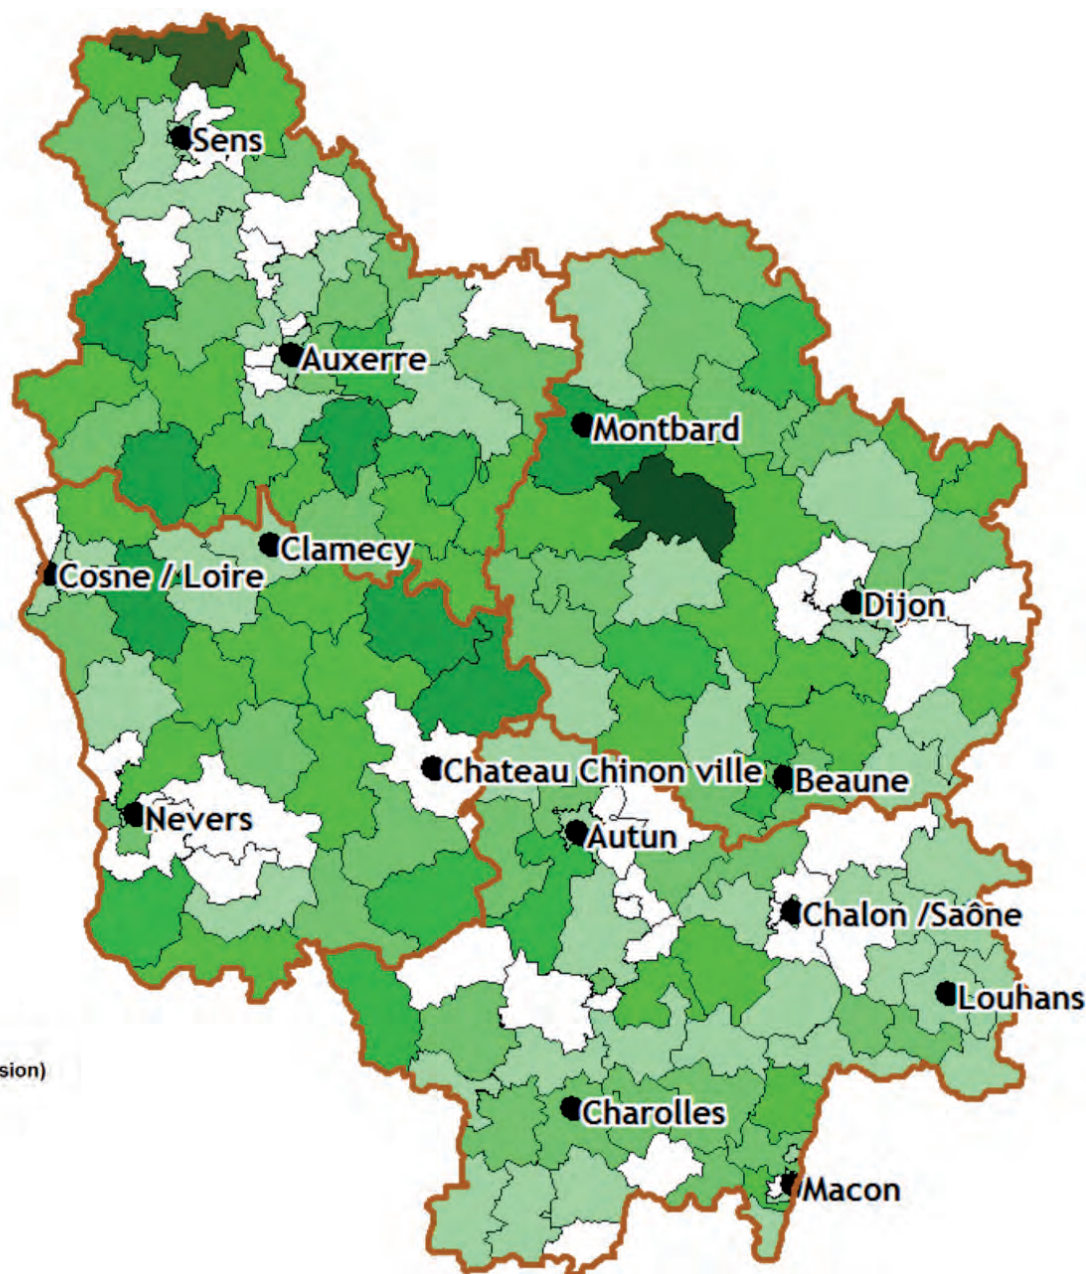 Sens
Auxerre
Montbard
Clamecy
Cosne / Loire
Dijon
Chateau Chinon ville
Beaune
Nevers
Autun
Chalon /Saône
Louhans
sion)
Charolles
Macon